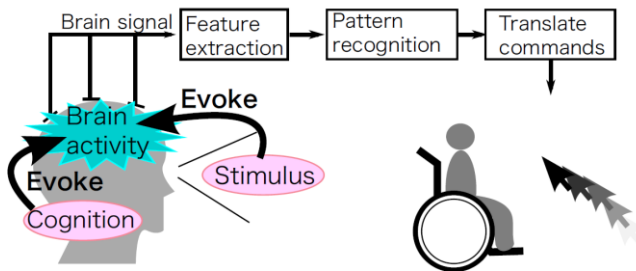 Brain signal
Feature
extraction
Pattern
recognition
Translate
commands
Evoke
Brain
activity
Evoke
Stimulus
Cognition